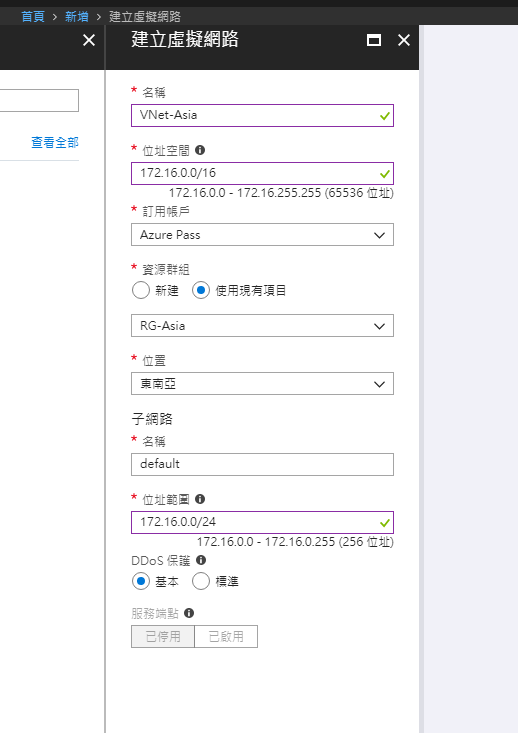 首頁 > 新增 > 建立虛擬網路
建立虛擬網路
查看全部
* 名稱
VNet-Asia
* 位址空間
172.16.0.0/16
172.16.0.0 - 172.16.255.255 (65536 位址)
* 訂用帳戶
Azure Pass
* 資源群組
新建 使用現有項目
RG-Asia
* 位置
東南亞
子網路
* 名稱
default
* 位址範圍
172.16.0.0/24
172.16.0.0 - 172.16.0.255 (256 位址)
DDoS 保護
基本 標準
服務端點
已停用 已啟用